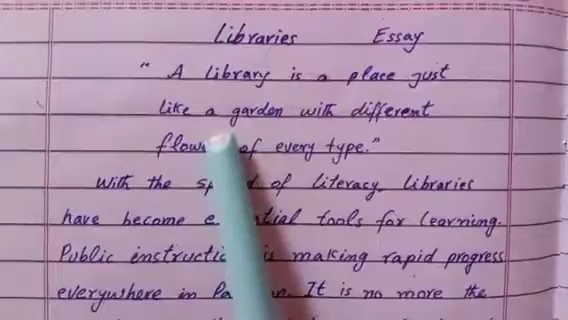 Libraries Essay
" A Library is a place just
like a garden with different
of every type."
With the of literacy, libraries
have become tools for learning.
Public is making rapid progress
everywhere in It is no more the